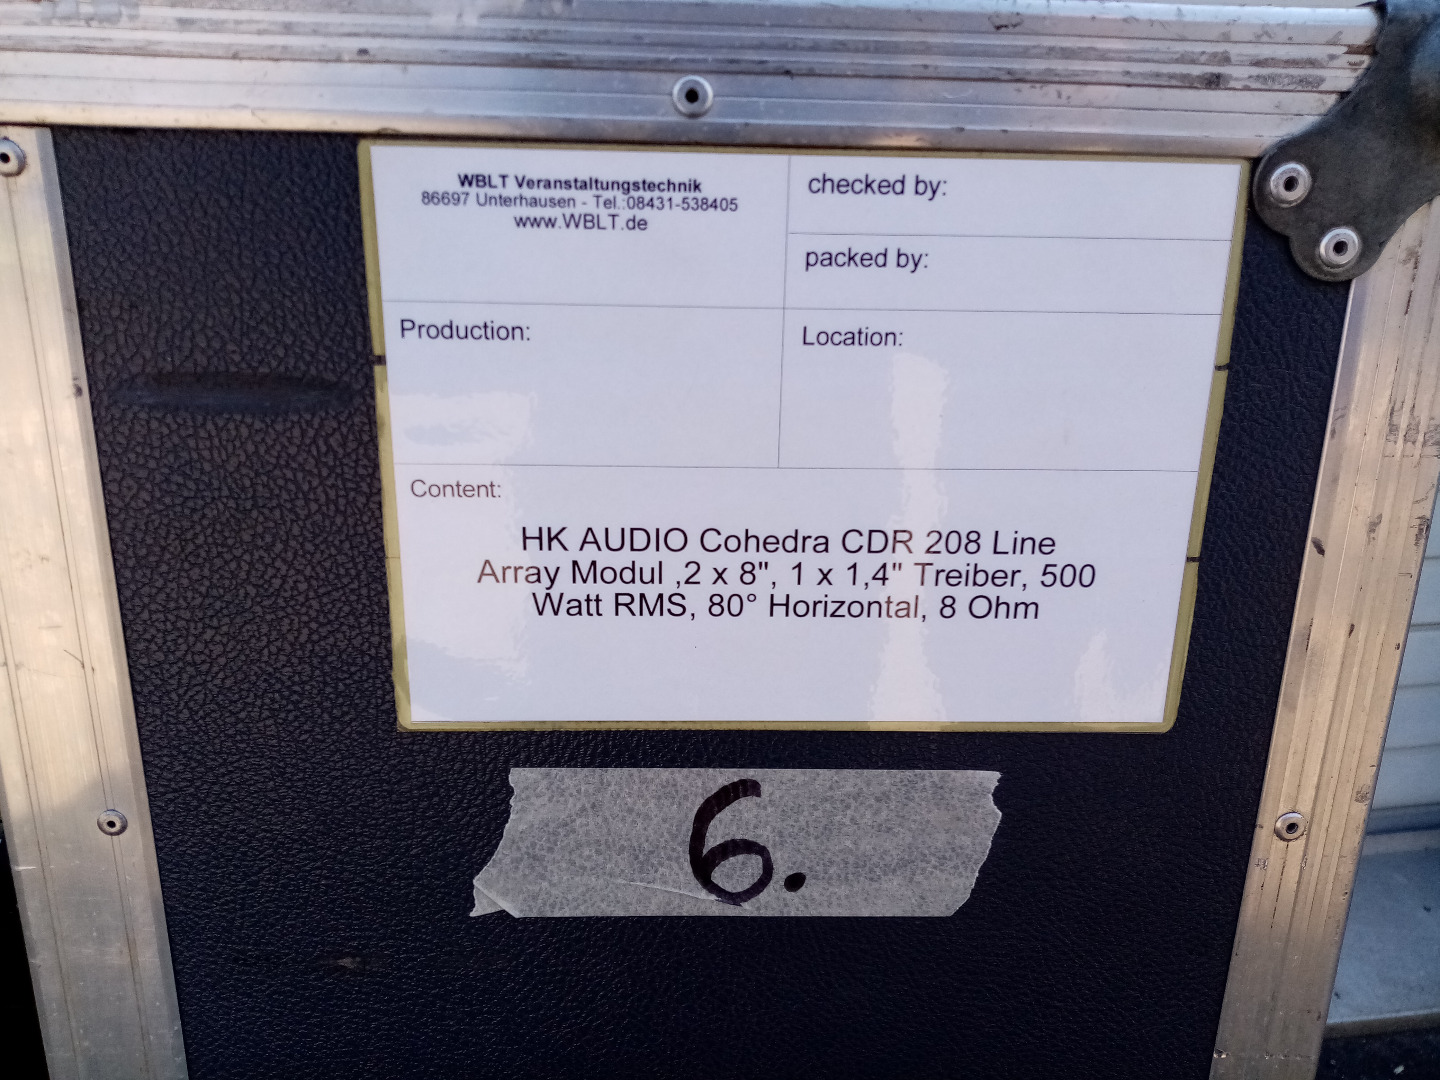 WBLT Veranstaltungstechnik
86697 Unterhausen - Tel.:08431-538405
www.WBLT.de
checked by:
packed by:
Production:
Location:
Content:
HK AUDIO Cohedra CDR 208 Line
Array Modul ,2 x 8", 1 x 1,4" Treiber, 500
Watt RMS, 80° Horizontal, 8 Ohm
6.